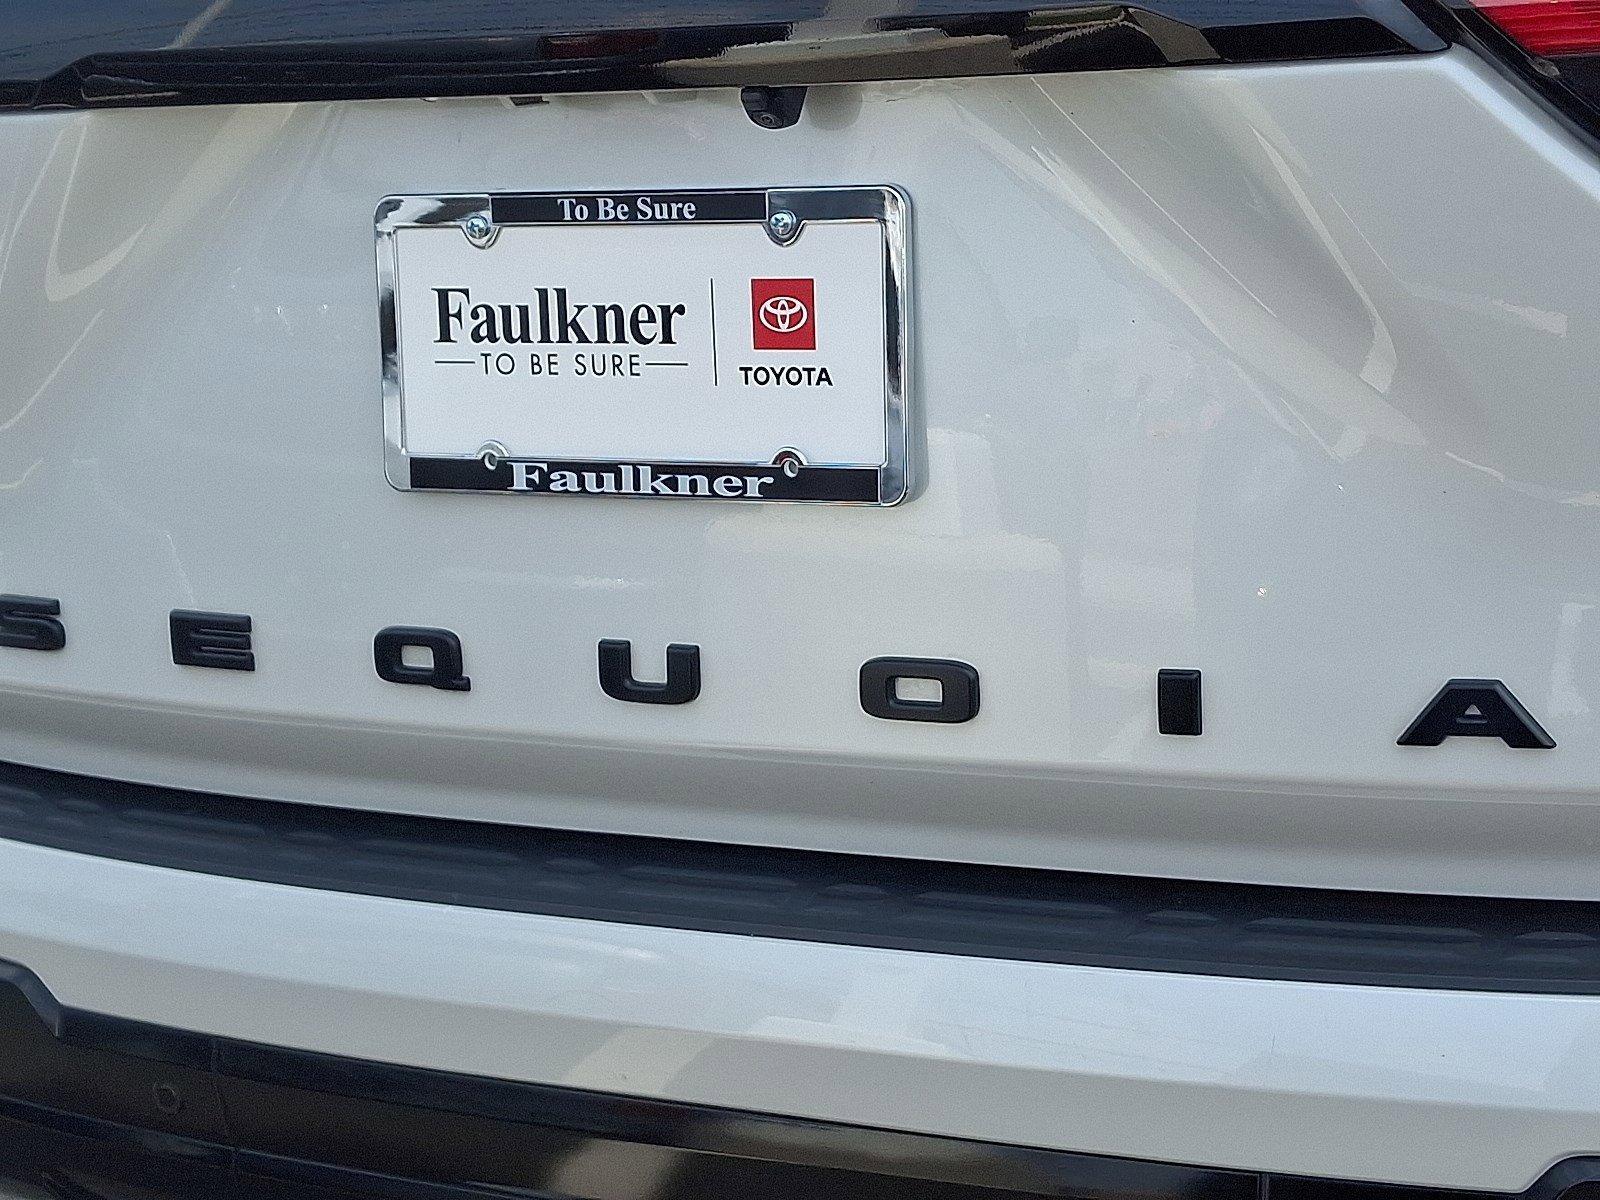 To Be Sure
Faulkner
TO BE SURE
TOYOTA
Faulkner
SEQUOIA